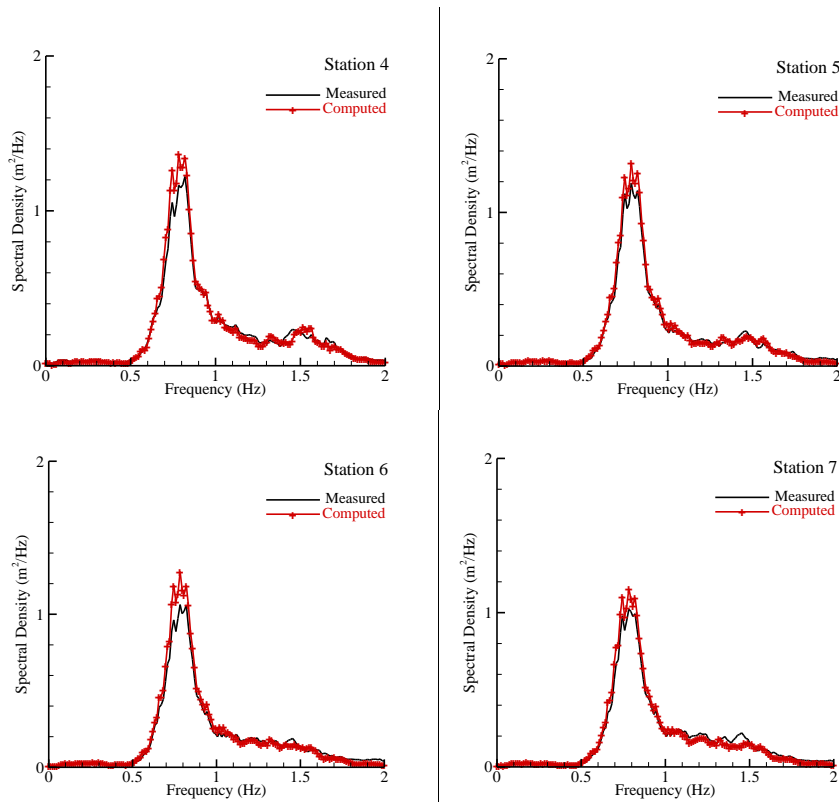 Station 4
Measured
Computed
Spectral Density (m²/Hz)
2
1
0
0 0.5 1 1.5 2
Frequency (Hz)
Station 5
Measured
Computed
Spectral Density (m²/Hz)
2
1
0
0 0.5 1 1.5 2
Frequency (Hz)
Station 6
Measured
Computed
Spectral Density (m²/Hz)
2
1
0
0 0.5 1 1.5 2
Frequency (Hz)
Station 7
Measured
Computed
Spectral Density (m²/Hz)
2
1
0
0 0.5 1 1.5 2
Frequency (Hz)